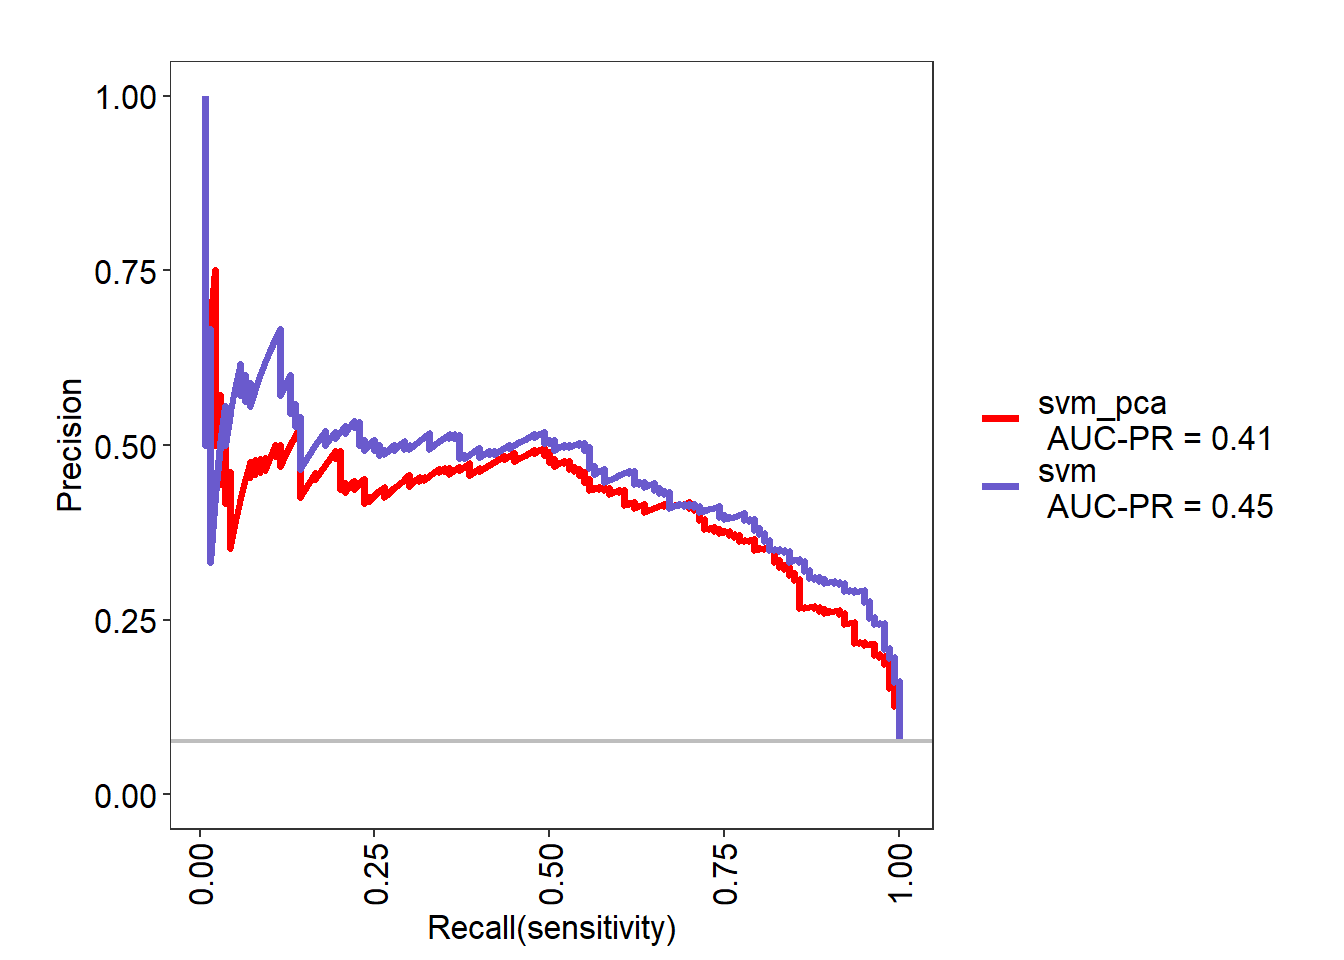 1.00
0.75
0.50
0.25
0.00
Precision
0.00
0.25
0.50
0.75
1.00
Recall(sensitivity)
svm_pca
AUC-PR = 0.41
svm
AUC-PR = 0.45